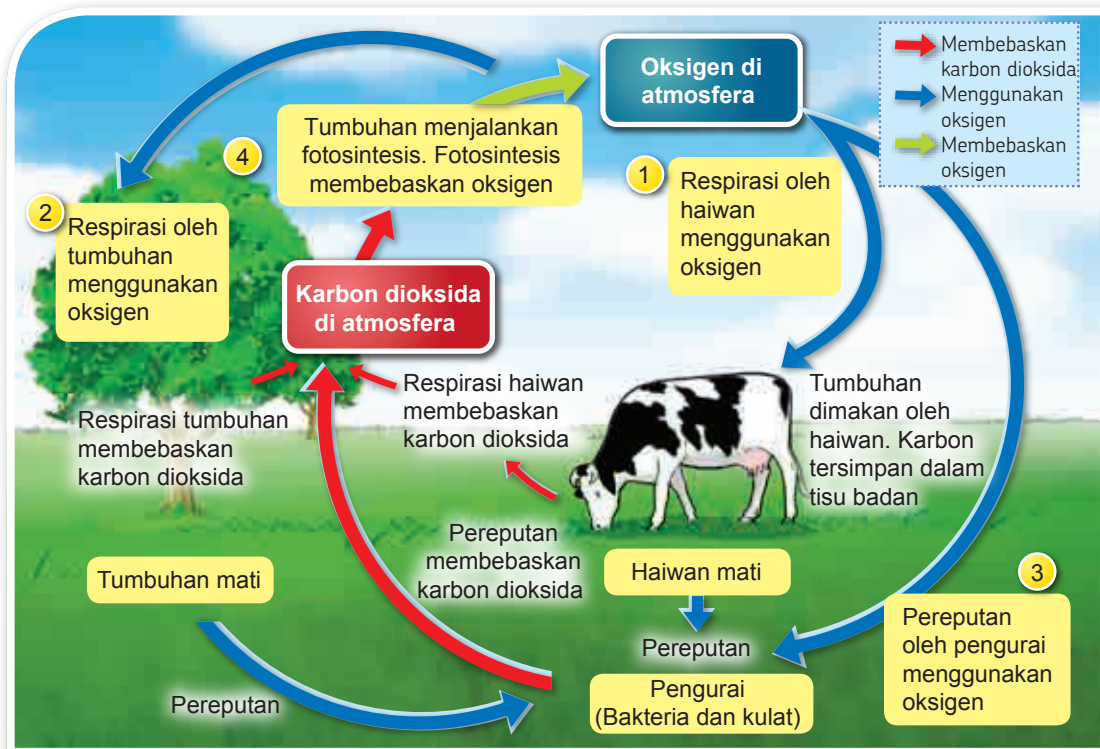 Oksigen di
atmosfera
Membebaskan
karbon dioksida
Menggunakan
oksigen
Membebaskan
oksigen
4
Tumbuhan menjalankan
fotosintesis. Fotosintesis
membebaskan oksigen
1
Respirasi oleh
haiwan
menggunakan
oksigen
2
Respirasi oleh
tumbuhan
menggunakan
oksigen
Karbon dioksida
di atmosfera
Respirasi tumbuhan
membebaskan
karbon dioksida
Respirasi haiwan
membebaskan
karbon dioksida
Tumbuhan
dimakan oleh
haiwan. Karbon
tersimpan dalam
tisu badan
Pereputan
membebaskan
karbon dioksida
Tumbuhan mati
Haiwan mati
3
Pereputan
oleh pengurai
menggunakan
oksigen
Pereputan
Pengurai
(Bakteria dan kulat)
Pereputan